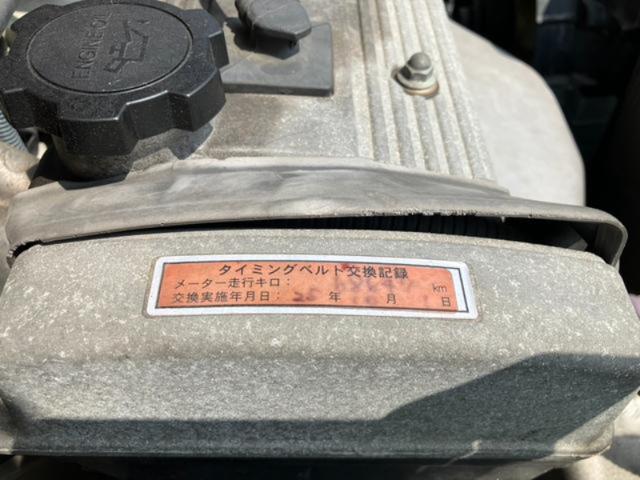 ENGINE OIL
タイミングベルト交換記録
メーター走行キロ： km
交換実施年月日： 年 月 日